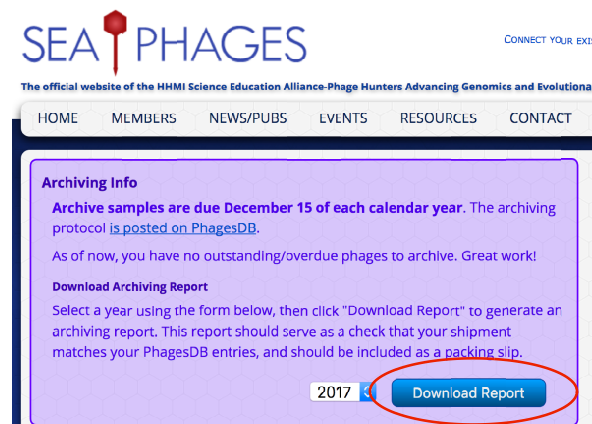 SEA PHAGES
CONNECT YOUR EXIS
The official website of the HHMI Science Education Alliance-Phage Hunters Advancing Genomics and Evolutiona
HOME MEMBERS NEWS/PUBS EVENTS RESOURCES CONTACT
Archiving Info
Archive samples are due December 15 of each calendar year. The archiving
protocol is posted on PhagesDB.
As of now, you have no outstanding/overdue phages to archive. Great work!
Download Archiving Report
Select a year using the form below, then click "Download Report" to generate an
archiving report. This report should serve as a check that your shipment
matches your PhagesDB entries, and should be included as a packing slip.
2017 Download Report